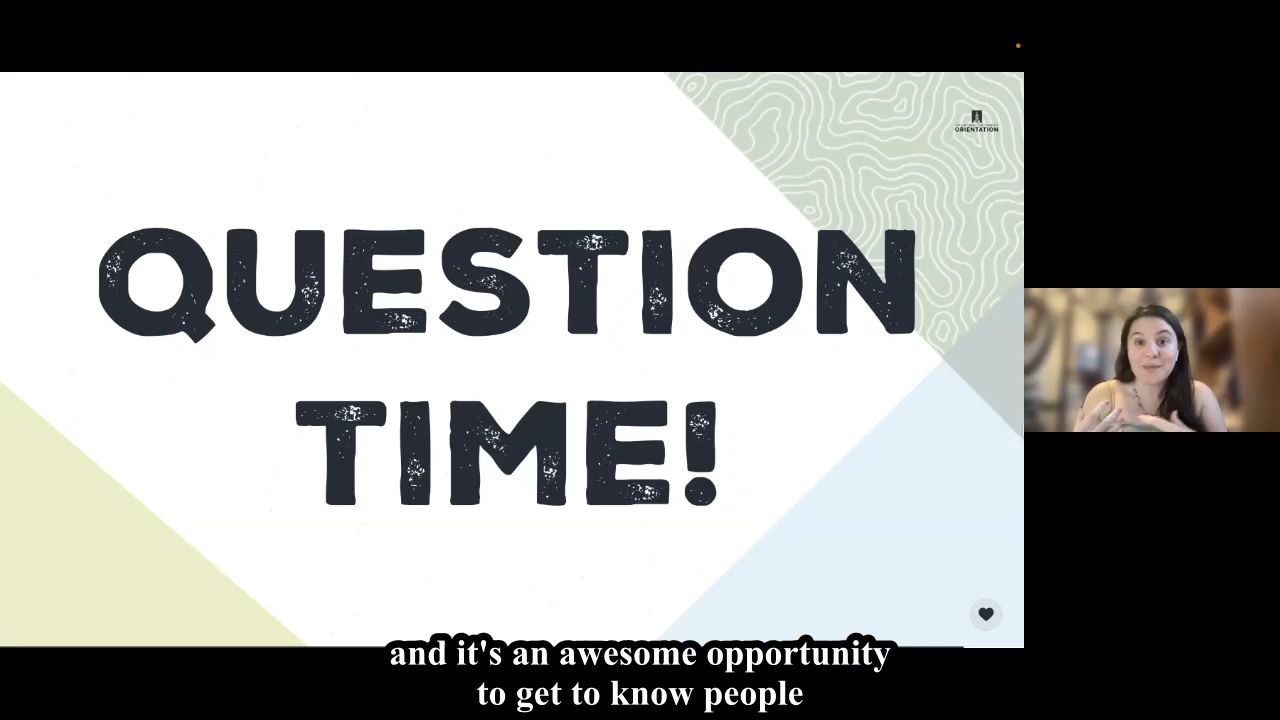 ORIENTATION
QUESTION
TIME!
and it's an awesome opportunity
to get to know people